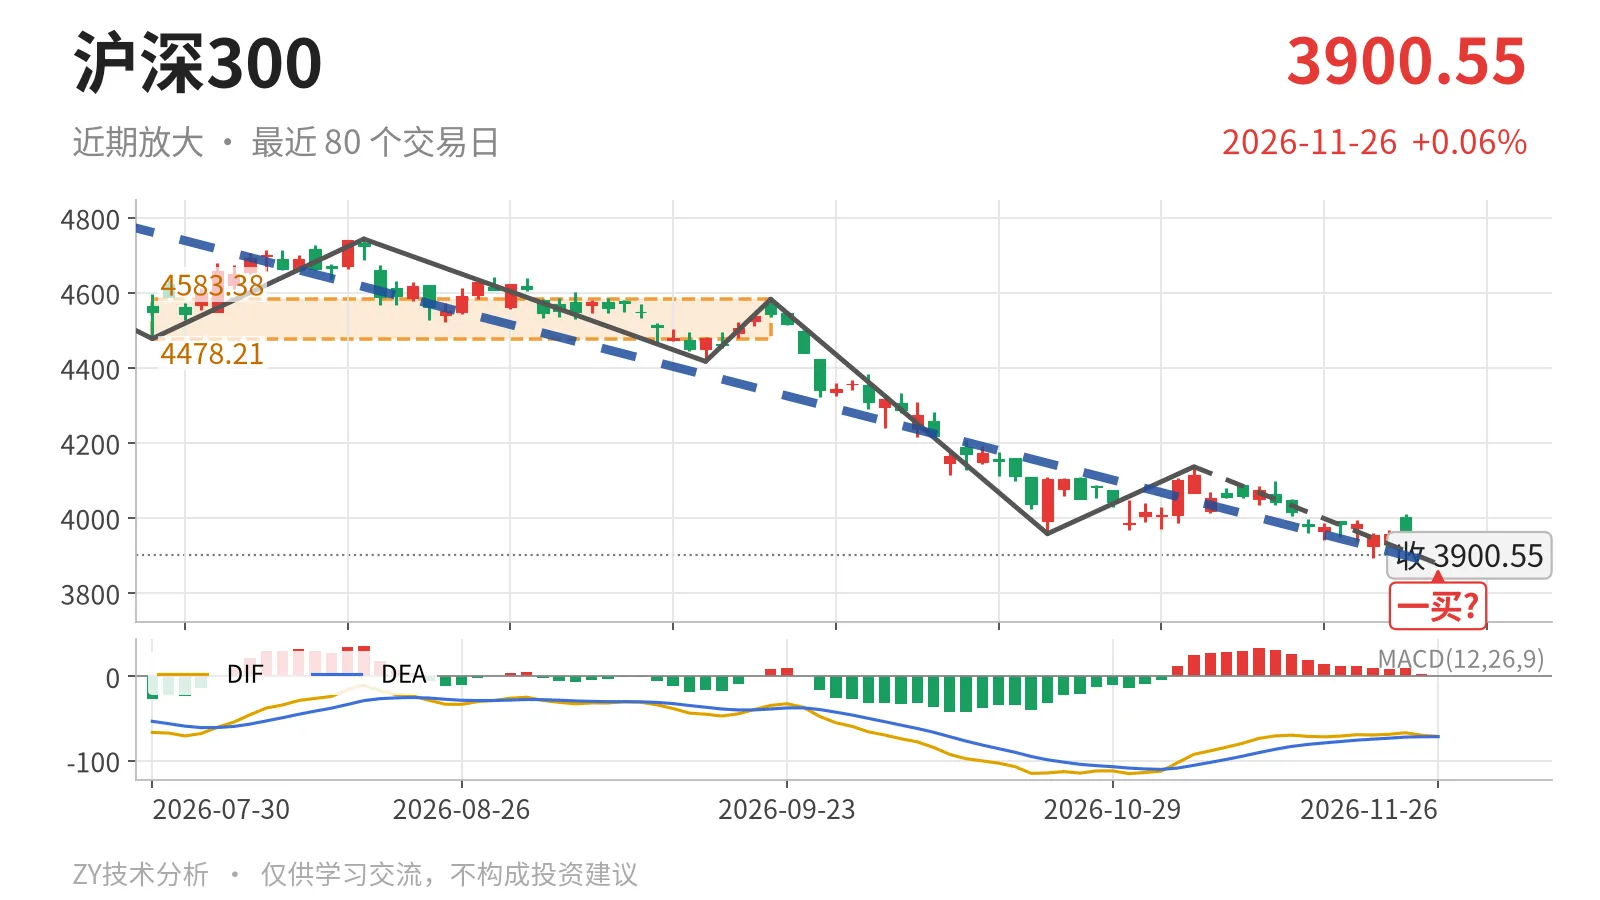 沪深300
3900.55
近期放大 · 最近 80 个交易日
2026-11-26 +0.06%
4800
4600
4400
4200
4000
3800
4583.38
4478.21
收 3900.55
一买?
DIF
DEA
MACD(12,26,9)
0
-100
2026-07-30
2026-08-26
2026-09-23
2026-10-29
2026-11-26
ZY技术分析 · 仅供学习交流，不构成投资建议